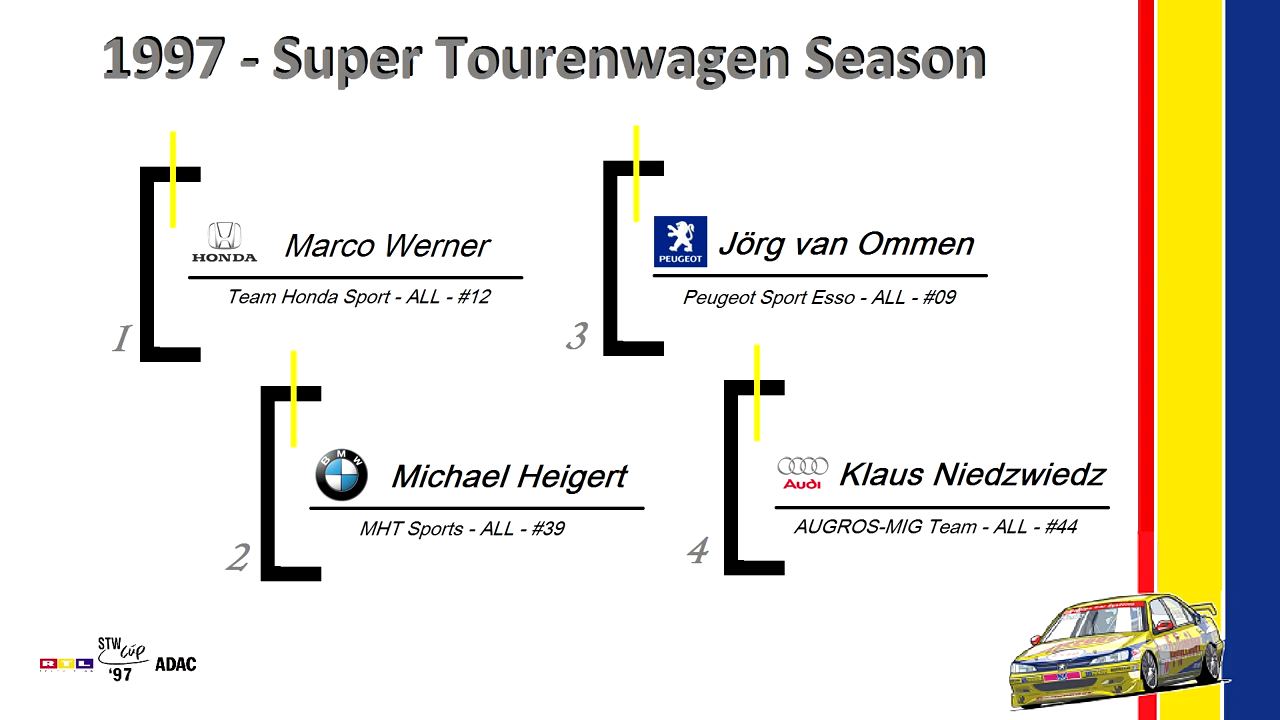 1997 - Super Tourenwagen Season
1
HONDA
Marco Werner
Team Honda Sport - ALL - #12
3
PEUGEOT
Jörg van Ommen
Peugeot Sport Esso - ALL - #09
2
BMW
Michael Heigert
MHT Sports - ALL - #39
4
Audi
Klaus Niedzwiedz
AUGROS-MIG Team - ALL - #44
RTL
STW
Cup
'97
ADAC